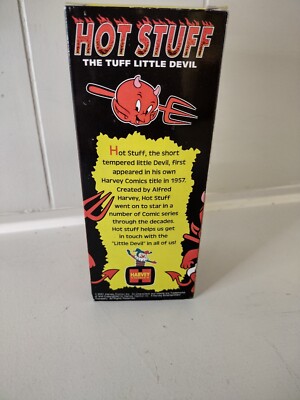 HOT STUFF
THE TUFF LITTLE DEVIL
Hot Stuff, the short
tempered little Devil, first
appeared in his own
Harvey Comics title in 1957.
Created by Alfred
Harvey, Hot Stuff
went on to star in a
number of Comic series
through the decades.
Hot stuff helps us get
in touch with the
"Little Devil" in all of us!
HARVEY